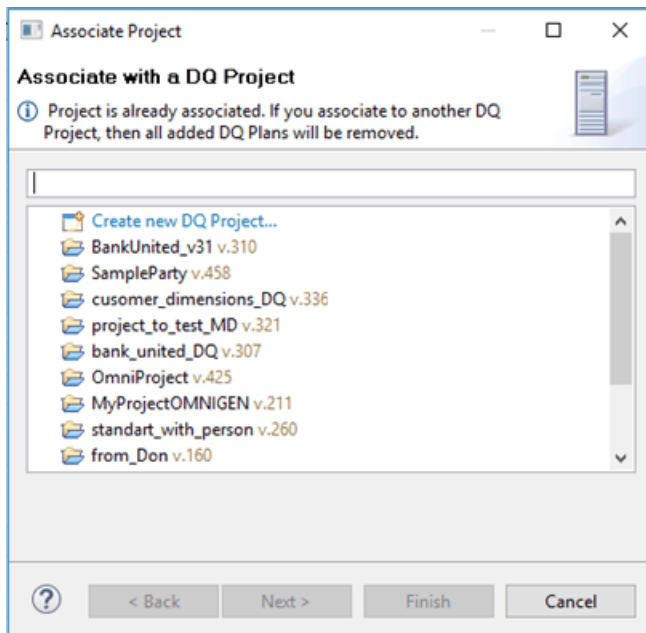 Associate Project
Associate with a DQ Project
Project is already associated. If you associate to another DQ
Project, then all added DQ Plans will be removed.
Create new DQ Project...
BankUnited_v31 v.310
SampleParty v.458
cusomer_dimensions_DQ v.336
project_to_test_MD v.321
bank_united_DQ v.307
OmniProject v.425
MyProjectOMNIGEN v.211
standart_with_person v.260
from_Don v.160
< Back Next > Finish Cancel